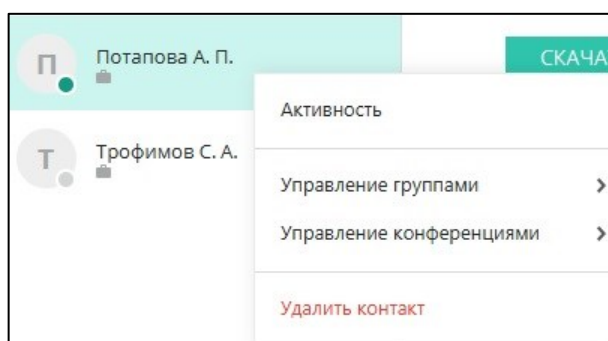 П
Потапова А. П.
СКАЧА
Активность
Т
Трофимов С. А.
Управление группами
Управление конференциями
Удалить контакт